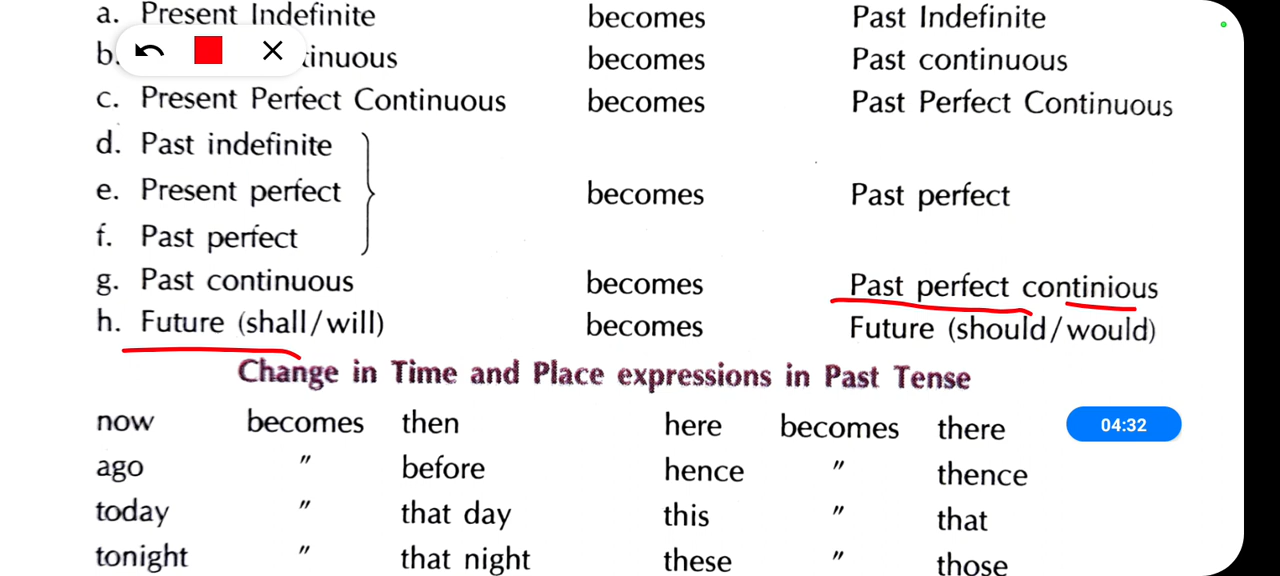 a. Present Indefinite becomes Past Indefinite
b. tinuous becomes Past continuous
c. Present Perfect Continuous becomes Past Perfect Continuous
d. Past indefinite
e. Present perfect becomes Past perfect
f. Past perfect
g. Past continuous becomes Past perfect continious
h. Future (shall/will) becomes Future (should/would)
Change in Time and Place expressions in Past Tense
now becomes then here becomes there
04:32
ago " before hence " thence
today " that day this " that
tonight " that night these " those